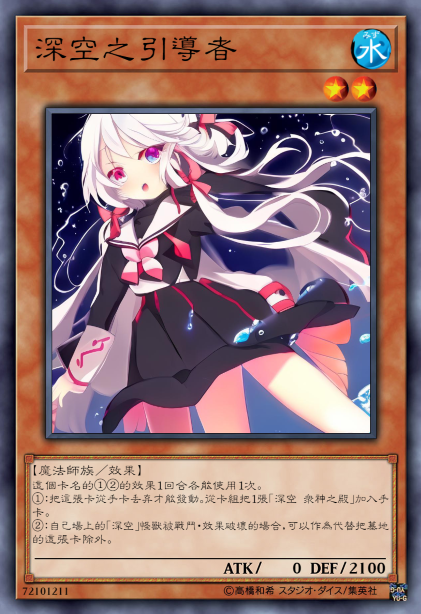 深空之引導者
みず
水
【魔法師族／效果】
這個卡名的①②的效果1回合各能使用1次。
①:把這張卡從手卡去弃才能發動。從卡組把1張「深空 衆神之殿」加入手
卡。
②:自己場上的「深空」怪獸被戰鬥·效果破壞的場合,可以作為代替把墓地
的這張卡除外。
ATK/ 0 DEF/2100
72101211
©高橋和希 スタジオ·ダイス/集英社